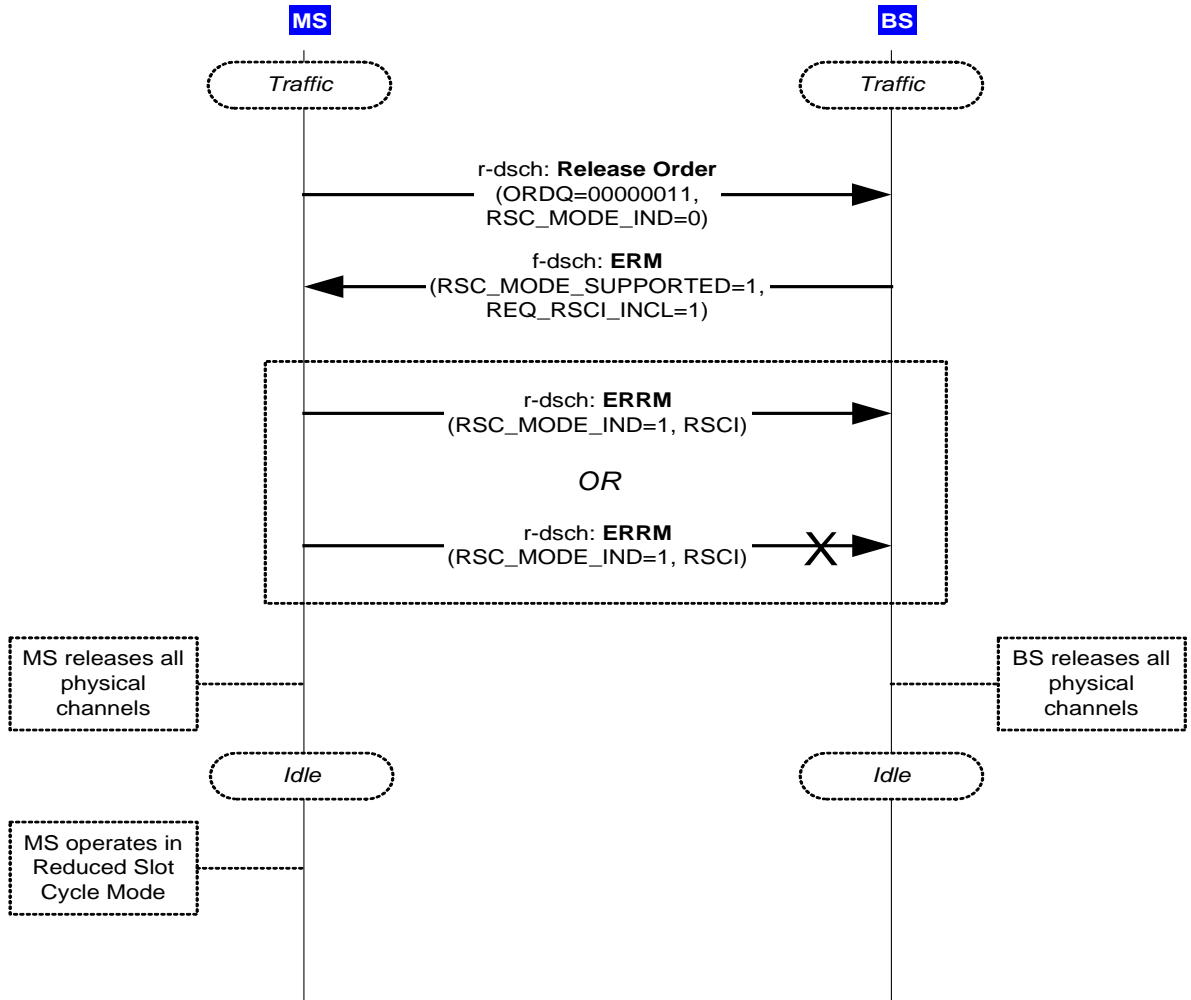 MS
BS
Traffic
Traffic
r-dsch: Release Order
(ORDQ=00000011,
RSC_MODE_IND=0)
f-dsch: ERM
(RSC_MODE_SUPPORTED=1,
REQ_RSCI_INCL=1)
r-dsch: ERRM
(RSC_MODE_IND=1, RSCI)
OR
r-dsch: ERRM
(RSC_MODE_IND=1, RSCI)
X
MS releases all
physical
channels
BS releases all
physical
channels
Idle
Idle
MS operates in
Reduced Slot
Cycle Mode